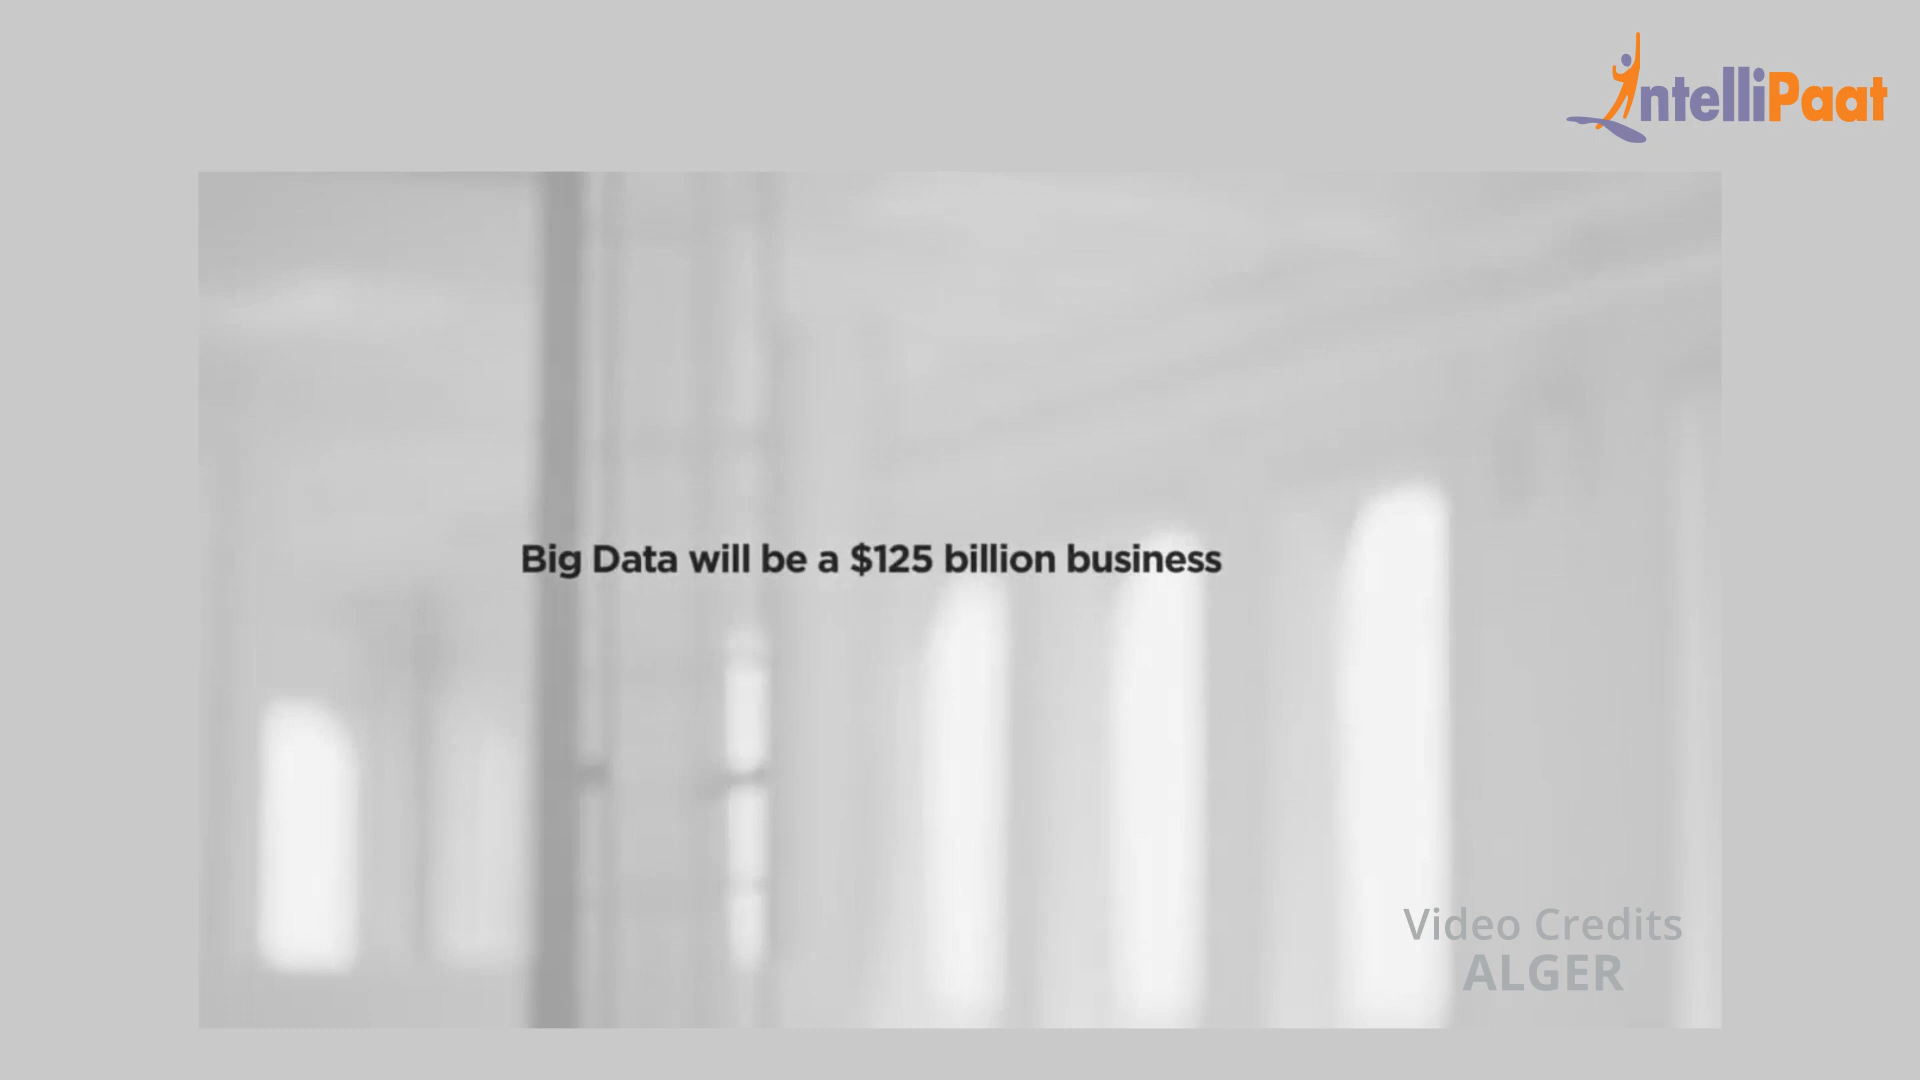 IntelliPaat
Big Data will be a $125 billion business
Video Credits
ALGER